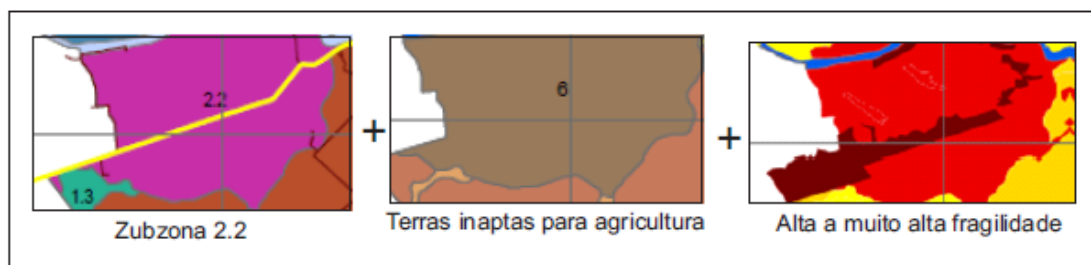 2.2
1.3
+
6
+
Zubzona 2.2
Terras inaptas para agricultura
Alta a muito alta fragilidade